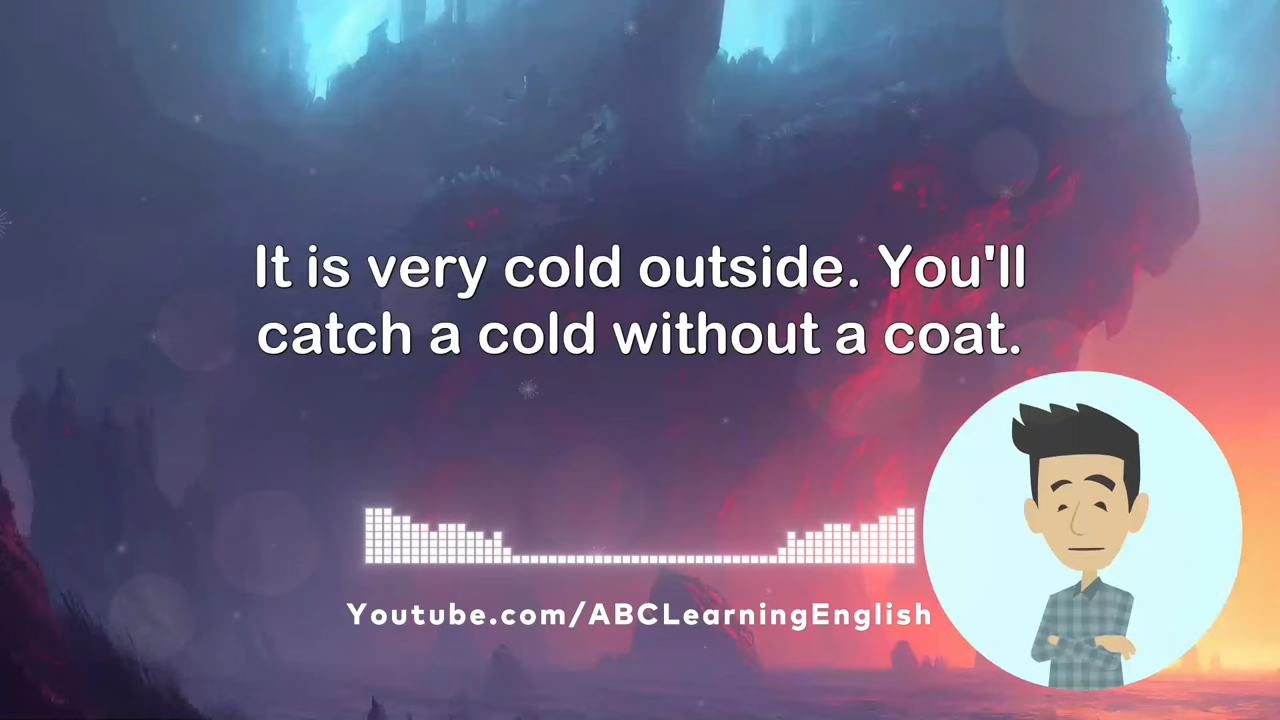 It is very cold outside. You'll
catch a cold without a coat.
Youtube.com/ABCLearningEnglish